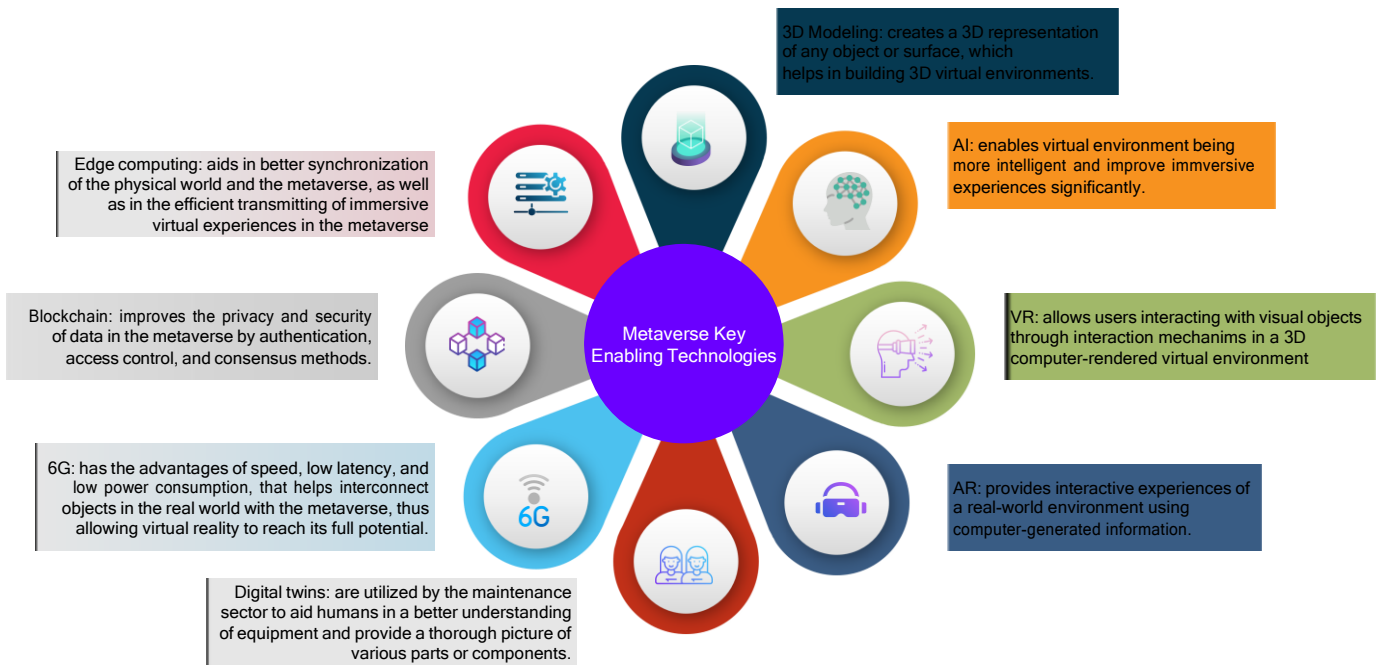 3D Modeling: creates a 3D representation
of any object or surface, which
helps in building 3D virtual environments.
AI: enables virtual environment being
more intelligent and improve immversive
experiences significantly.
VR: allows users interacting with visual objects
through interaction mechanims in a 3D
computer-rendered virtual environment
AR: provides interactive experiences of
a real-world environment using
computer-generated information.
Digital twins: are utilized by the maintenance
sector to aid humans in a better understanding
of equipment and provide a thorough picture of
various parts or components.
6G: has the advantages of speed, low latency, and
low power consumption, that helps interconnect
objects in the real world with the metaverse, thus
allowing virtual reality to reach its full potential.
Blockchain: improves the privacy and security
of data in the metaverse by authentication,
access control, and consensus methods.
Edge computing: aids in better synchronization
of the physical world and the metaverse, as well
as in the efficient transmitting of immersive
virtual experiences in the metaverse
Metaverse Key
Enabling Technologies
6G